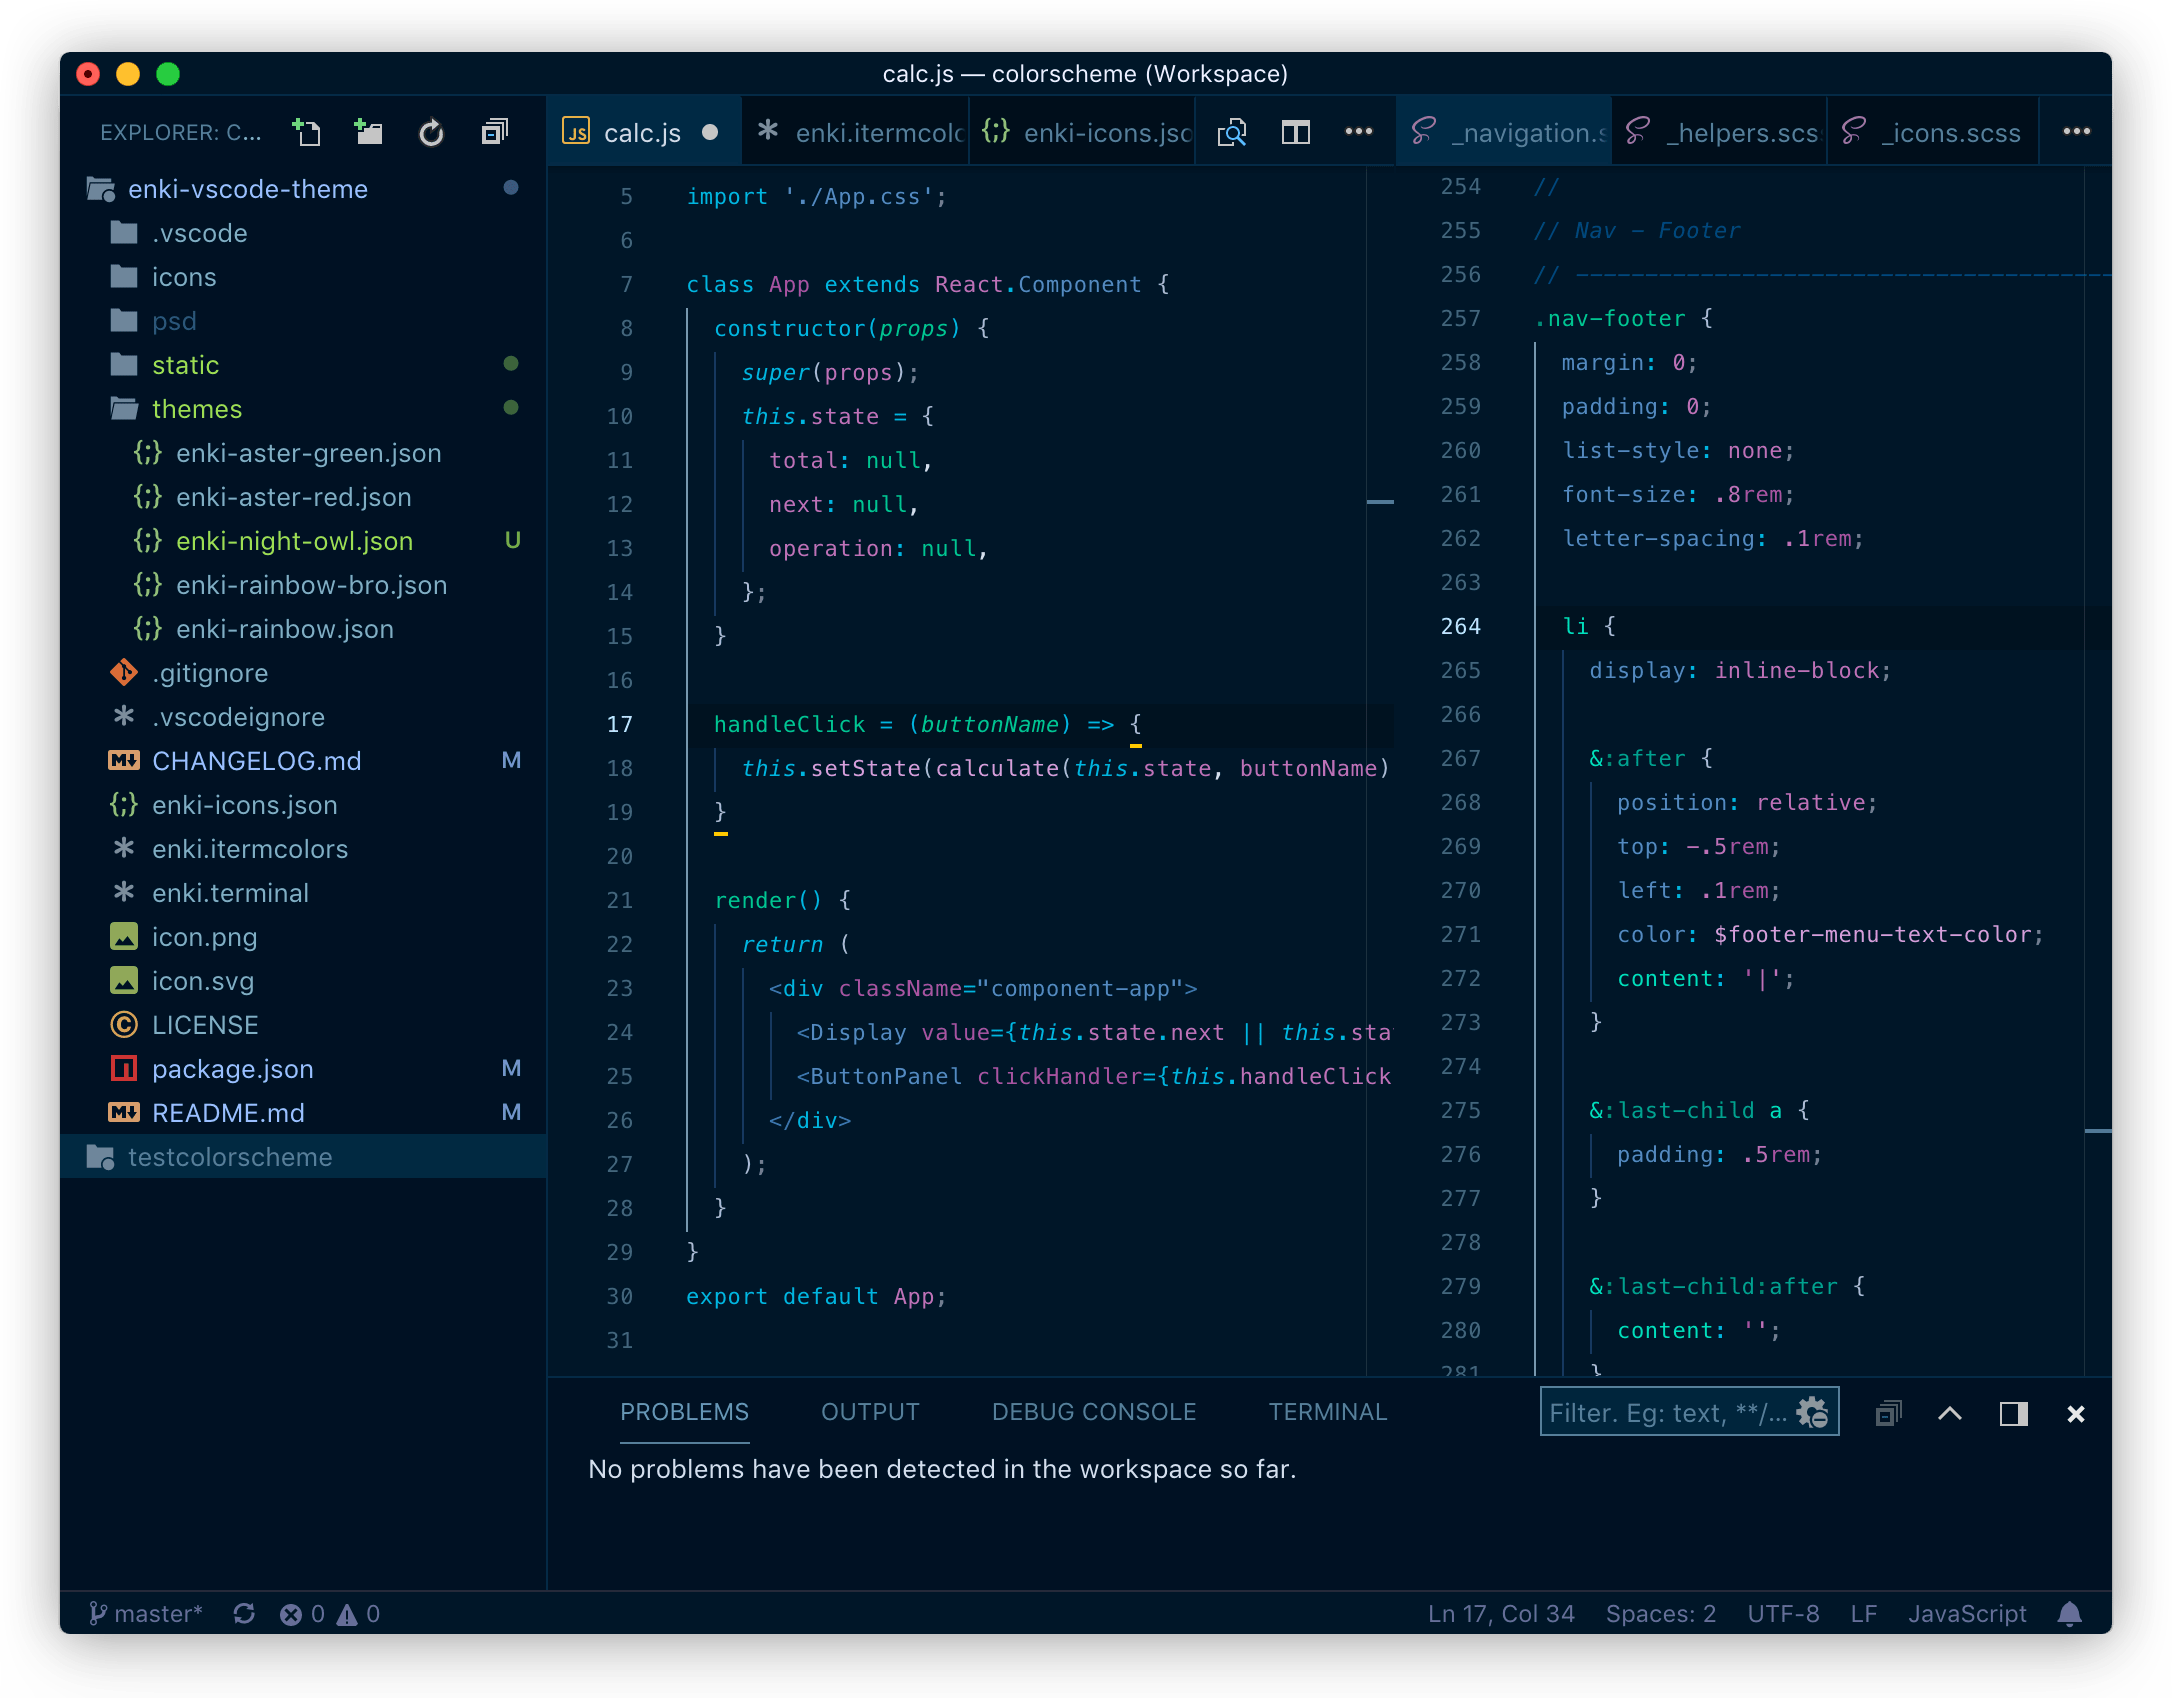 calc.js — colorscheme (Workspace)
EXPLORER: C...
enki-vscode-theme
.vscode
icons
psd
static
themes
enki-aster-green.json
enki-aster-red.json
enki-night-owl.json U
enki-rainbow-bro.json
enki-rainbow.json
.gitignore
.vscodeignore
CHANGELOG.md M
enki-icons.json
enki.itermcolors
enki.terminal
icon.png
icon.svg
LICENSE
package.json M
README.md M
testcolorscheme
JS calc.js
enki.itermcolo
enki-icons.jso
5 import './App.css';
6
7 class App extends React.Component {
8 constructor(props) {
9 super(props);
10 this.state = {
11 total: null,
12 next: null,
13 operation: null,
14 };
15 }
16
17 handleClick = (buttonName) => {
18 this.setState(calculate(this.state, buttonName)
19 }
20
21 render() {
22 return (
23 <div className="component-app">
24 <Display value={this.state.next || this.sta
25 <ButtonPanel clickHandler={this.handleClick
26 </div>
27 );
28 }
29 }
30 export default App;
31
_navigation.s
_helpers.scs
_icons.scss
254 //
255 // Nav - Footer
256 // ---------------------------------------
257 .nav-footer {
258 margin: 0;
259 padding: 0;
260 list-style: none;
261 font-size: .8rem;
262 letter-spacing: .1rem;
263
264 li {
265 display: inline-block;
266
267 &:after {
268 position: relative;
269 top: -.5rem;
270 left: .1rem;
271 color: $footer-menu-text-color;
272 content: '|';
273 }
274
275 &:last-child a {
276 padding: .5rem;
277 }
278
279 &:last-child:after {
280 content: '';
281 }
PROBLEMS OUTPUT DEBUG CONSOLE TERMINAL
Filter. Eg: text, **/...
No problems have been detected in the workspace so far.
master* 0 0 Ln 17, Col 34 Spaces: 2 UTF-8 LF JavaScript